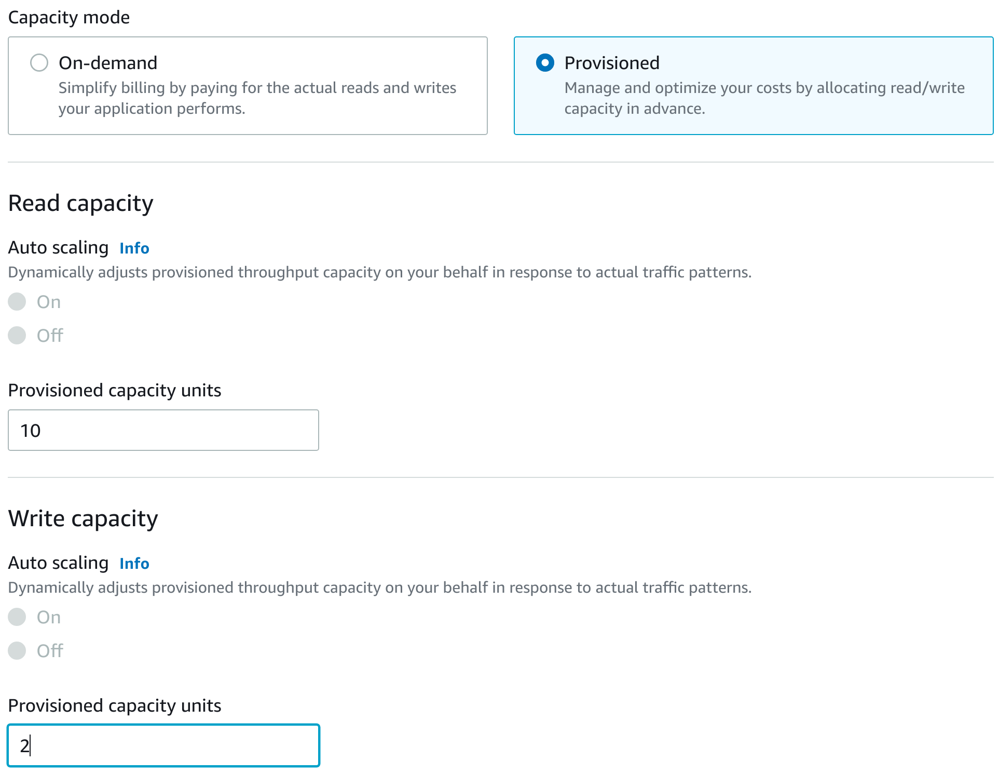 Capacity mode
On-demand
Simplify billing by paying for the actual reads and writes
your application performs.
Provisioned
Manage and optimize your costs by allocating read/write
capacity in advance.
Read capacity
Auto scaling Info
Dynamically adjusts provisioned throughput capacity on your behalf in response to actual traffic patterns.
On
Off
Provisioned capacity units
10
Write capacity
Auto scaling Info
Dynamically adjusts provisioned throughput capacity on your behalf in response to actual traffic patterns.
On
Off
Provisioned capacity units
2